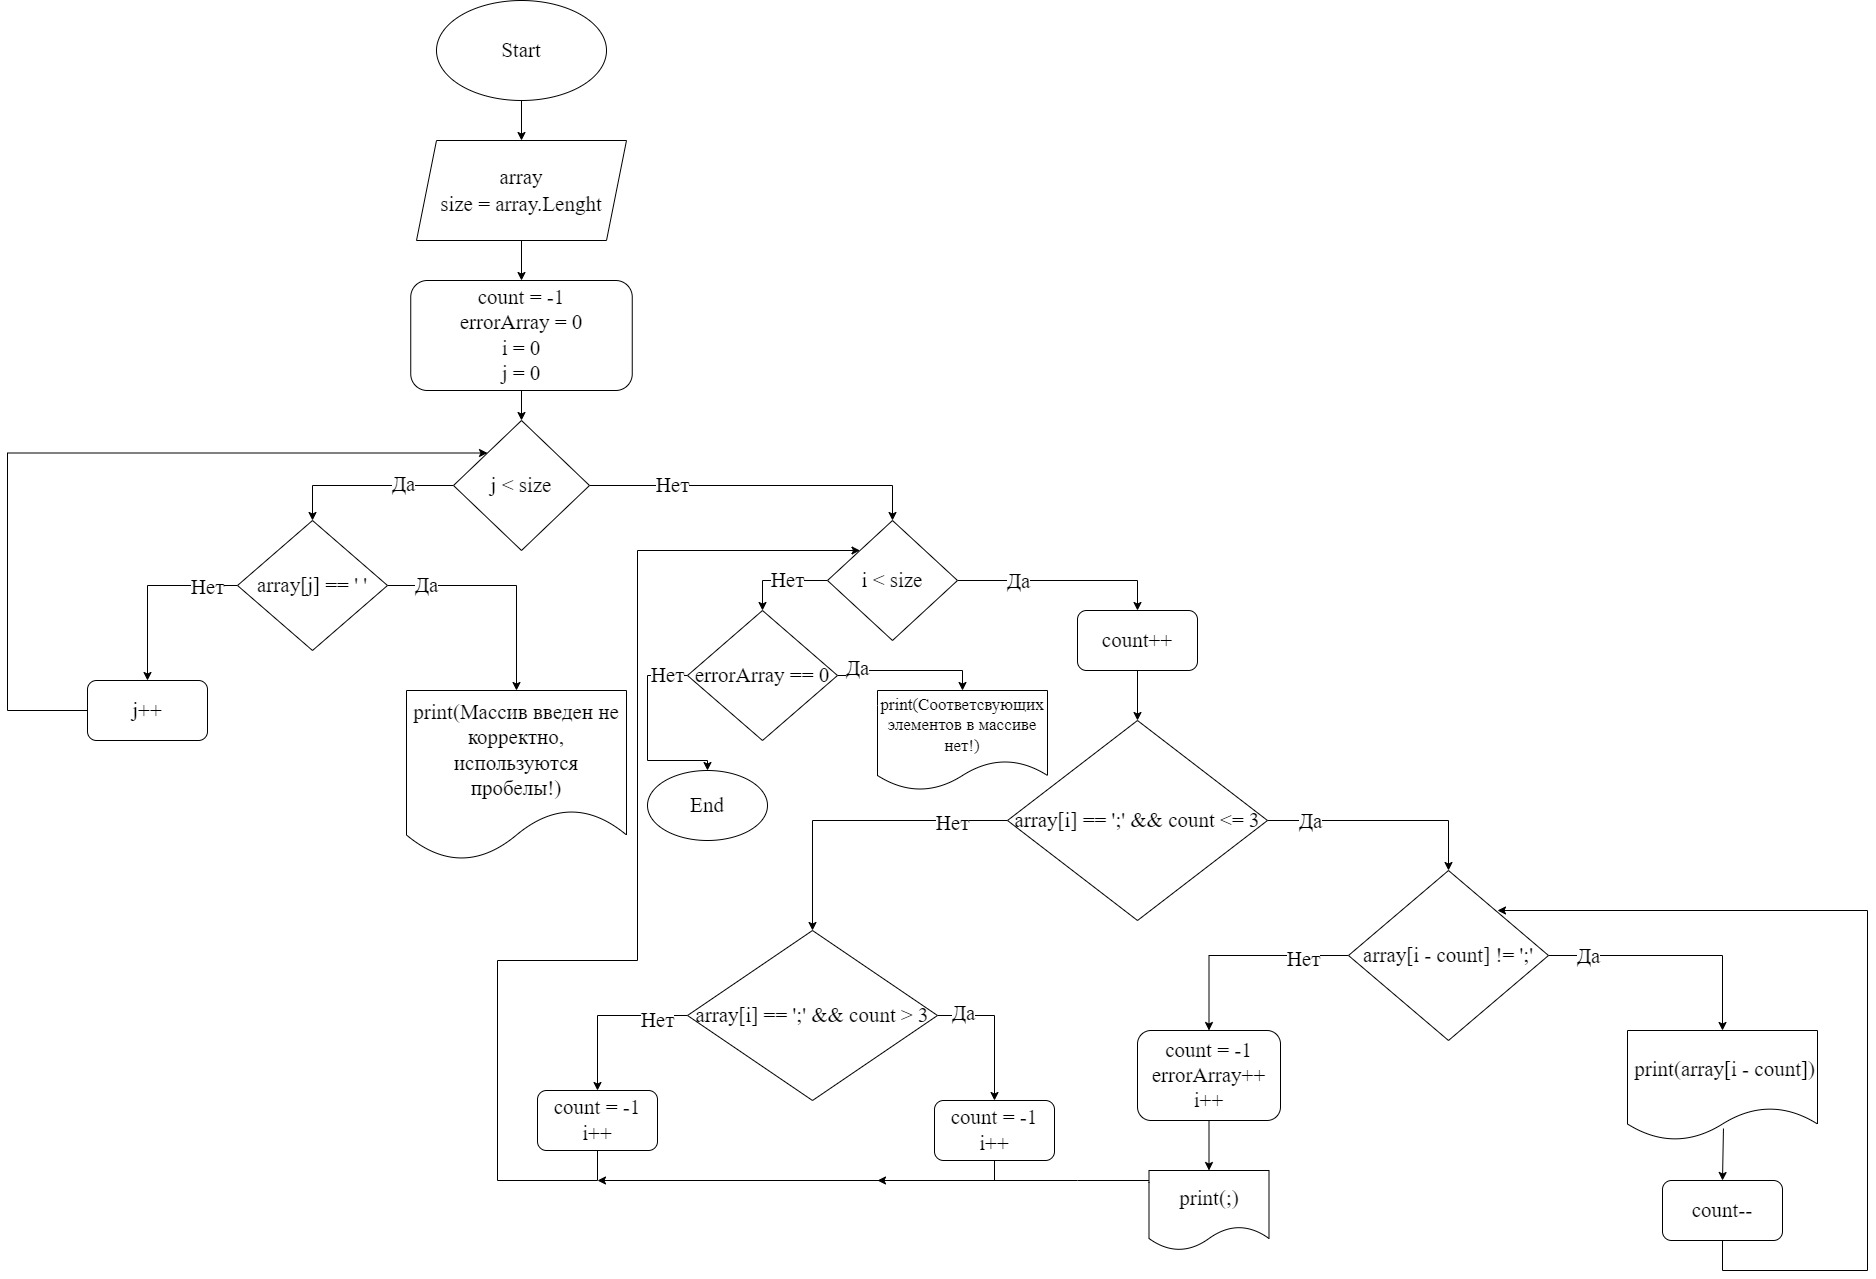 Start
array
size = array.Lenght
count = -1
errorArray = 0
i = 0
j = 0
j < size
Да
Нет
array[j] == ' '
Нет
Да
j++
print(Массив введен не
корректно,
используются
пробелы!)
i < size
Нет
Да
errorArray == 0
Нет
Да
print(Соответсвующих
элементов в массиве
нет!)
End
count++
array[i] == ';' && count <= 3
Нет
Да
array[i] == ';' && count > 3
Нет
Да
count = -1
i++
count = -1
i++
array[i - count] != ';'
Нет
Да
count = -1
errorArray++
i++
print(;)
print(array[i - count])
count--